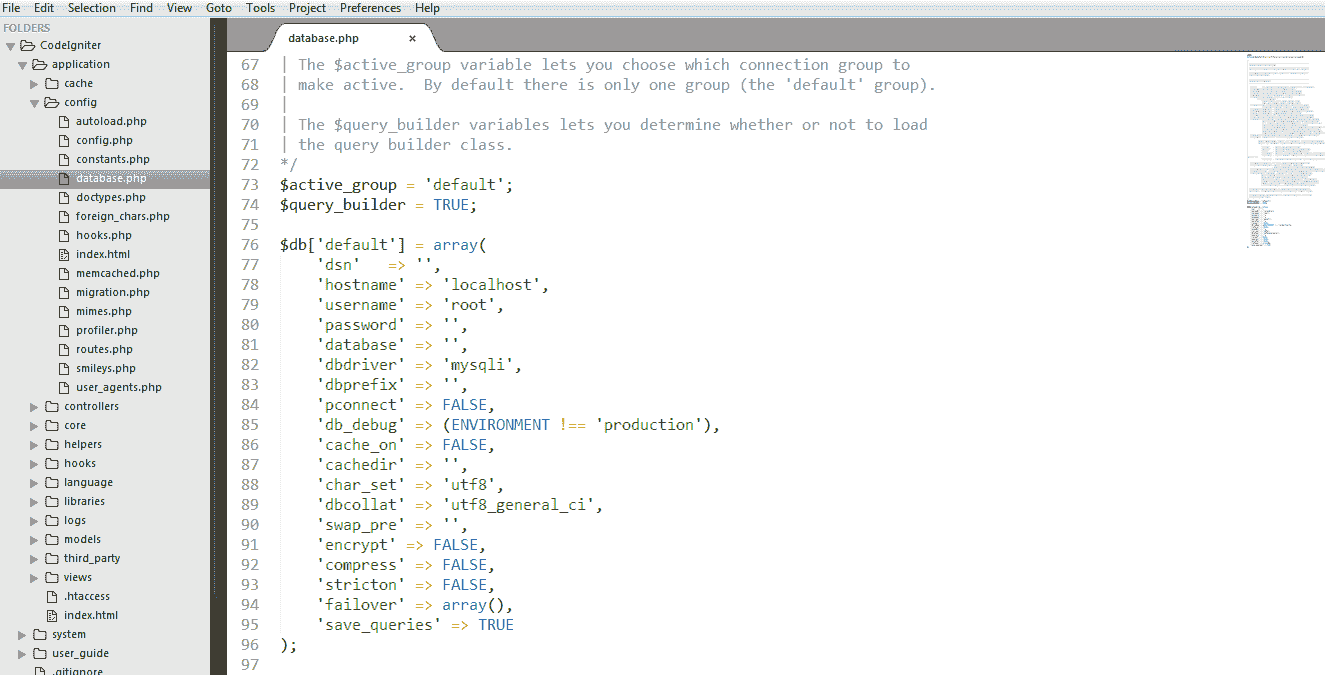 File Edit Selection Find View Goto Tools Project Preferences Help
FOLDERS
CodeIgniter
application
cache
config
autoload.php
config.php
constants.php
database.php
doctypes.php
foreign_chars.php
hooks.php
index.html
memcached.php
migration.php
mimes.php
profiler.php
routes.php
smileys.php
user_agents.php
controllers
core
helpers
hooks
language
libraries
logs
models
third_party
views
.htaccess
index.html
system
user_guide
.gitignore
database.php ×
67 | The $active_group variable lets you choose which connection group to
68 | make active.  By default there is only one group (the 'default' group).
69 |
70 | The $query_builder variables lets you determine whether or not to load
71 | the query builder class.
72 */
73 $active_group = 'default';
74 $query_builder = TRUE;
75
76 $db['default'] = array(
77     'dsn'   => '',
78     'hostname' => 'localhost',
79     'username' => 'root',
80     'password' => '',
81     'database' => '',
82     'dbdriver' => 'mysqli',
83     'dbprefix' => '',
84     'pconnect' => FALSE,
85     'db_debug' => (ENVIRONMENT !== 'production'),
86     'cache_on' => FALSE,
87     'cachedir' => '',
88     'char_set' => 'utf8',
89     'dbcollat' => 'utf8_general_ci',
90     'swap_pre' => '',
91     'encrypt' => FALSE,
92     'compress' => FALSE,
93     'stricton' => FALSE,
94     'failover' => array(),
95     'save_queries' => TRUE
96 );
97